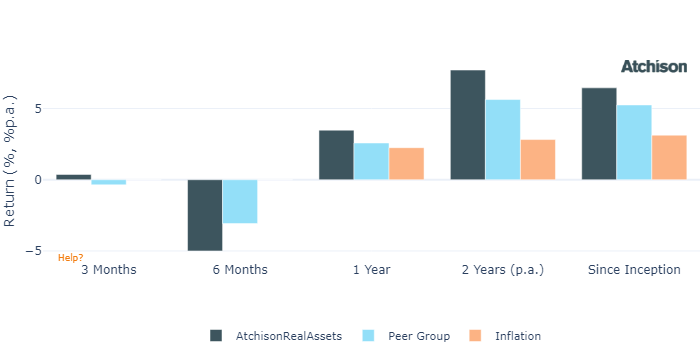 Atchison
Return (%, %p.a.)
5
0
−5
Help?
3 Months
6 Months
1 Year
2 Years (p.a.)
Since Inception
AtchisonRealAssets
Peer Group
Inflation